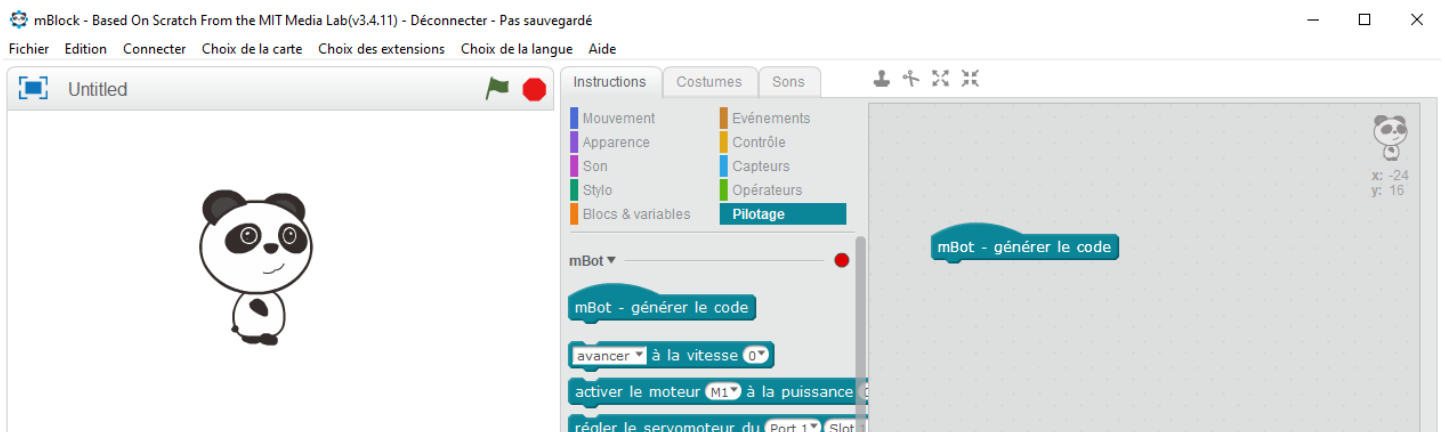 mBlock - Based On Scratch From the MIT Media Lab(v3.4.11) - Déconnecter - Pas sauvegardé
Fichier Edition Connecter Choix de la carte Choix des extensions Choix de la langue Aide
Untitled
Instructions Costumes Sons
Mouvement Evénements
Apparence Contrôle
Son Capteurs
Stylo Opérateurs
Blocs & variables Pilotage
mBot
mBot - générer le code
avancer à la vitesse 0
activer le moteur M1 à la puissance
régler le servomoteur du Port 1 Slot
x: -24
y: 16
mBot - générer le code